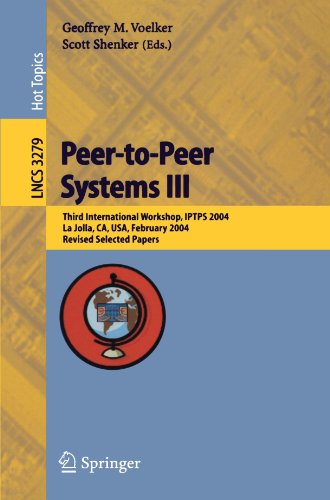 Geoffrey M. Voelker
Scott Shenker (Eds.)
Hot Topics
LNCS 3279
Peer-to-Peer
Systems III
Third International Workshop, IPTPS 2004
La Jolla, CA, USA, February 2004
Revised Selected Papers
Springer